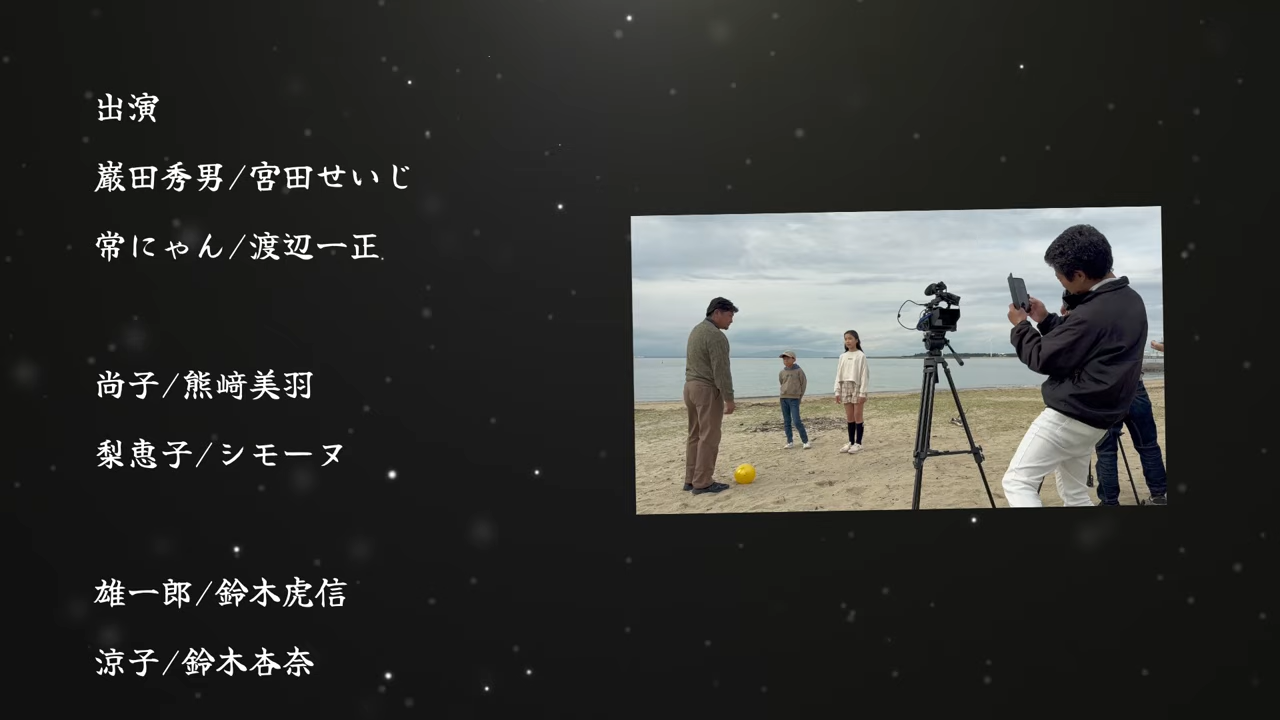 出演
巌田秀男/宮田せいじ
常にゃん/渡辺一正
尚子/熊﨑美羽
梨恵子/シモーヌ
雄一郎/鈴木虎信
涼子/鈴木杏奈